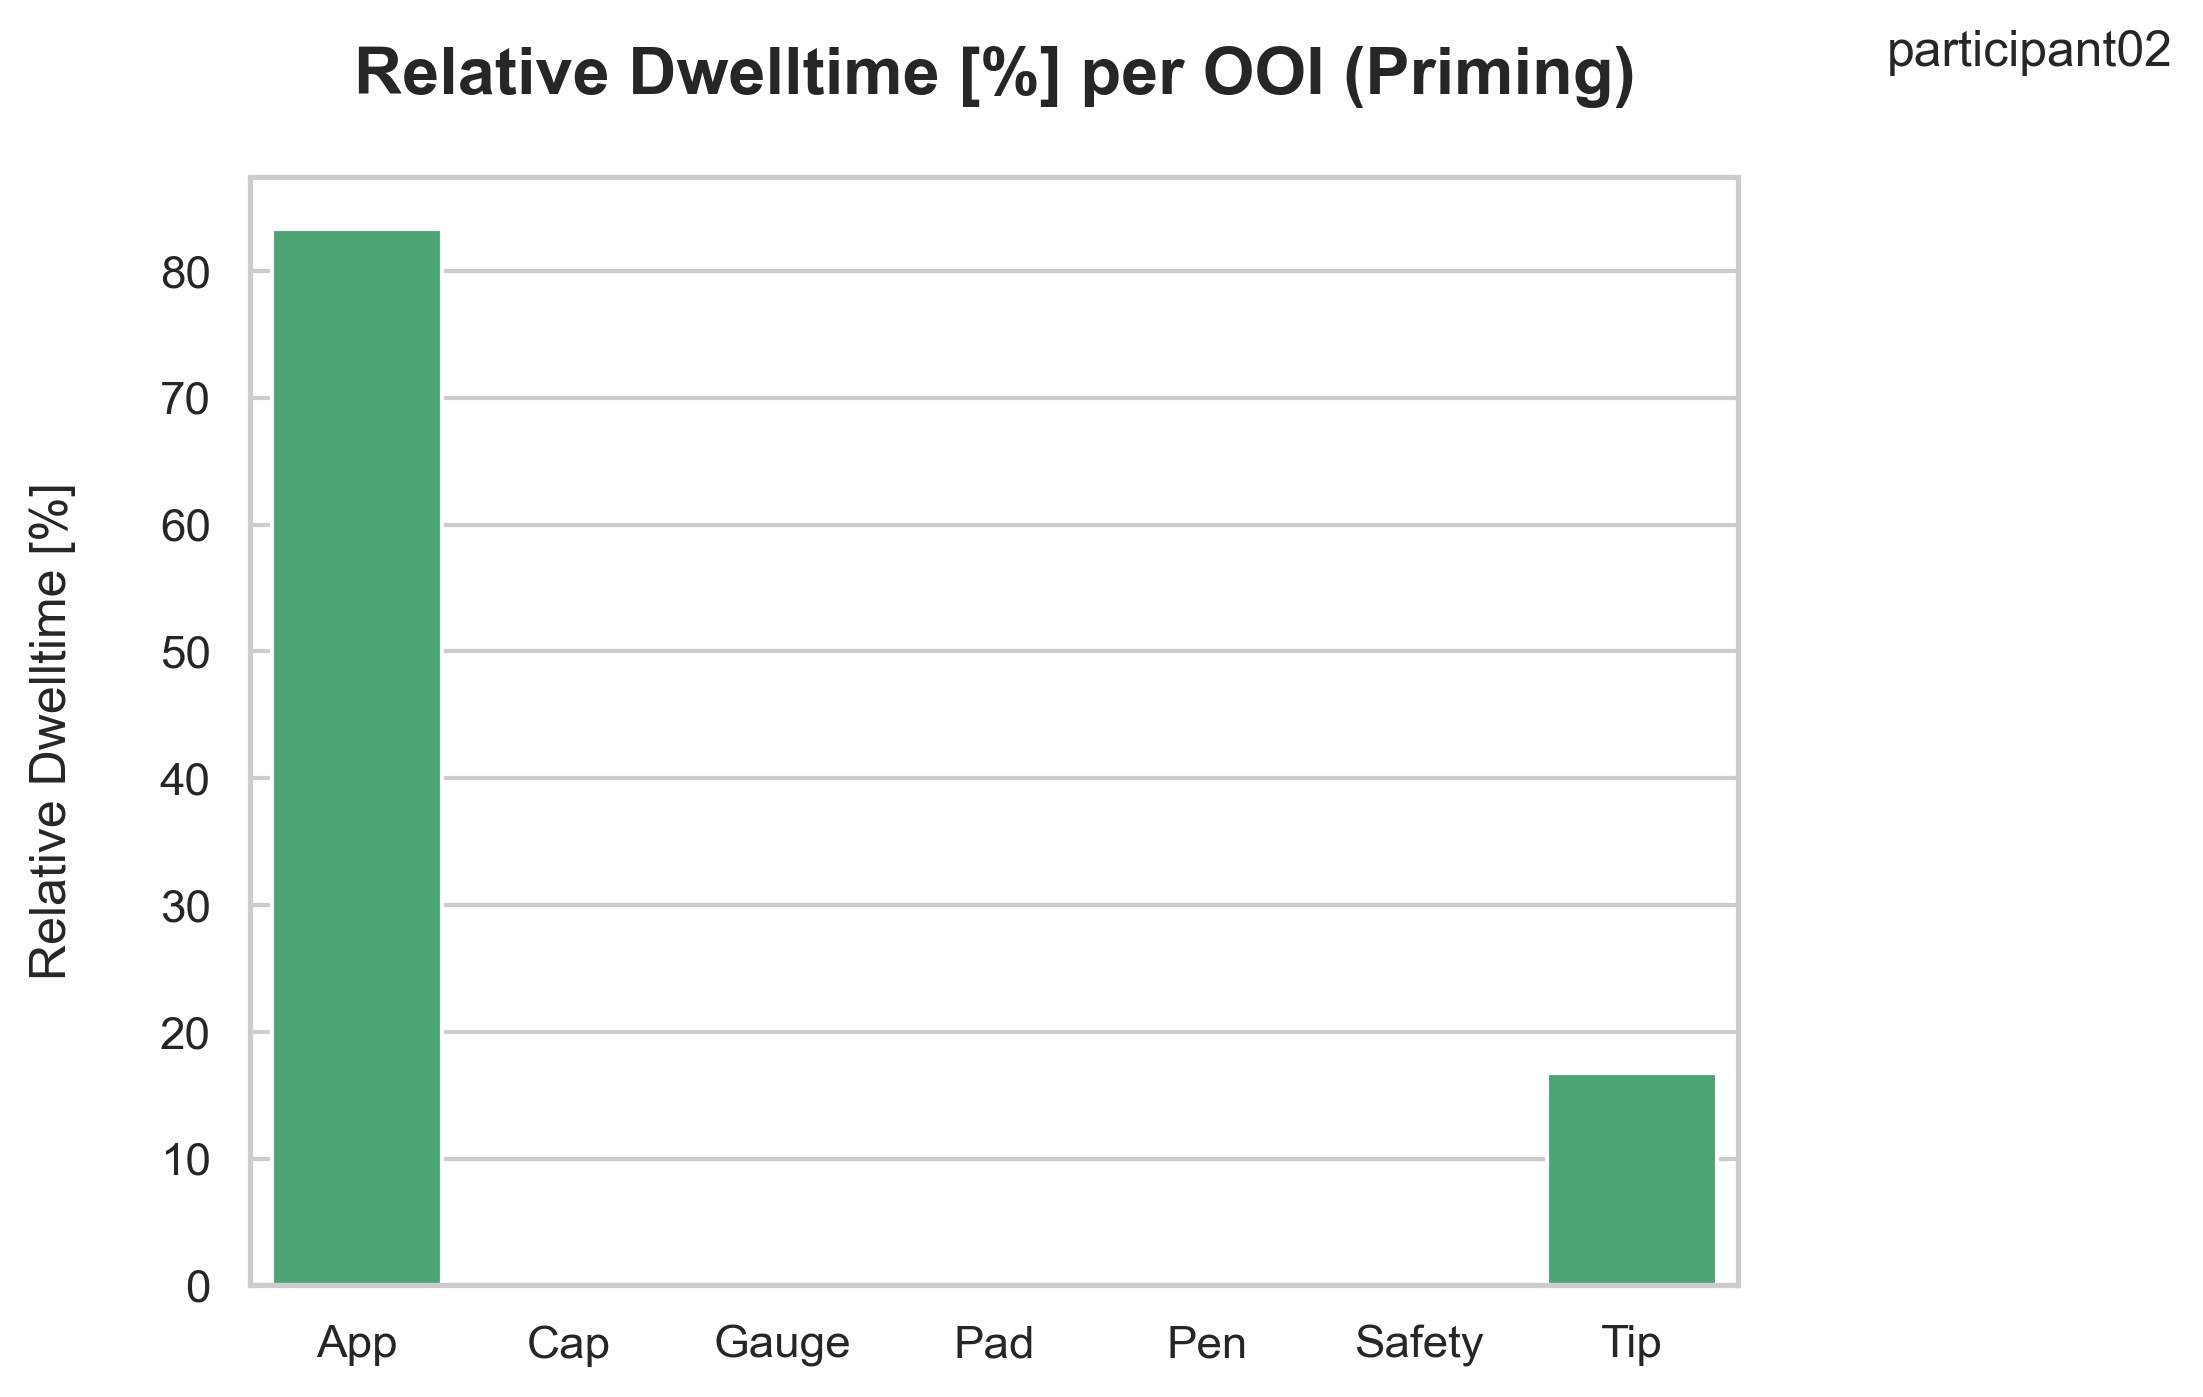 Relative Dwelltime [%] per OOI (Priming)
participant02
Relative Dwelltime [%]
80
70
60
50
40
30
20
10
0
App
Cap
Gauge
Pad
Pen
Safety
Tip